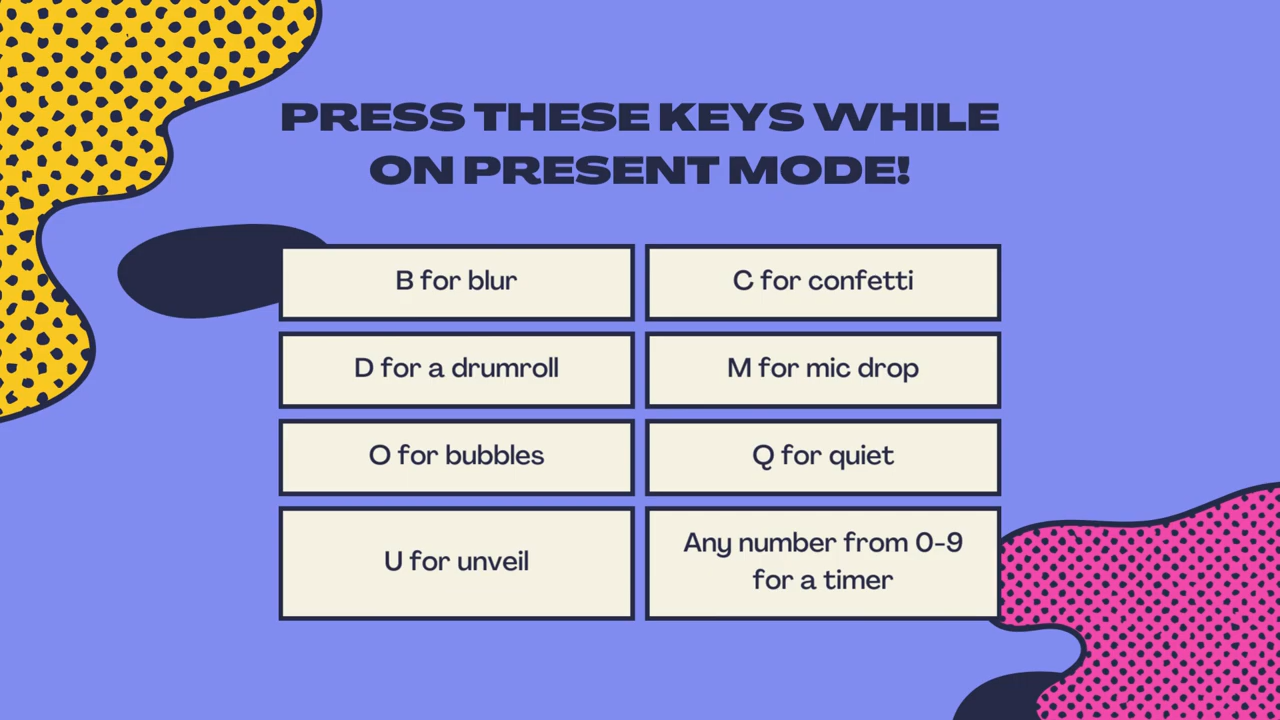 PRESS THESE KEYS WHILE
ON PRESENT MODE!
B for blur
C for confetti
D for a drumroll
M for mic drop
O for bubbles
Q for quiet
U for unveil
Any number from 0-9
for a timer